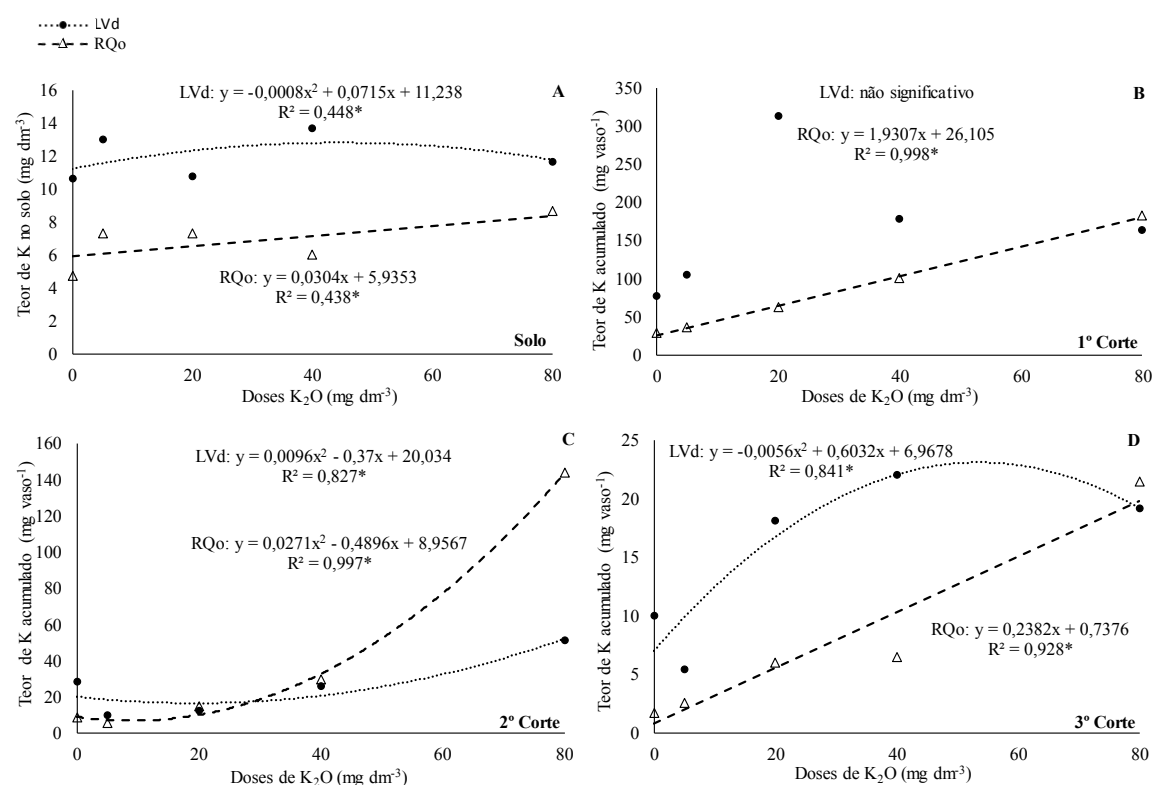 LVd
RQo
A
LVd: y = -0,0008x² + 0,0715x + 11,238
R² = 0,448*
RQo: y = 0,0304x + 5,9353
R² = 0,438*
Solo
Teor de K no solo (mg dm⁻³)
16
14
12
10
8
6
4
2
0
0 20 40 60 80
Doses K₂O (mg dm⁻³)
B
LVd: não significativo
RQo: y = 1,9307x + 26,105
R² = 0,998*
1º Corte
Teor de K acumulado (mg vaso⁻¹)
350
300
250
200
150
100
50
0
0 20 40 60 80
Doses de K₂O (mg dm⁻³)
C
LVd: y = 0,0096x² - 0,37x + 20,034
R² = 0,827*
RQo: y = 0,0271x² - 0,4896x + 8,9567
R² = 0,997*
2º Corte
Teor de K acumulado (mg vaso⁻¹)
160
140
120
100
80
60
40
20
0
0 20 40 60 80
Doses de K₂O (mg dm⁻³)
D
LVd: y = -0,0056x² + 0,6032x + 6,9678
R² = 0,841*
RQo: y = 0,2382x + 0,7376
R² = 0,928*
3º Corte
Teor de K acumulado (mg vaso⁻¹)
25
20
15
10
5
0
0 20 40 60 80
Doses de K₂O (mg dm⁻³)